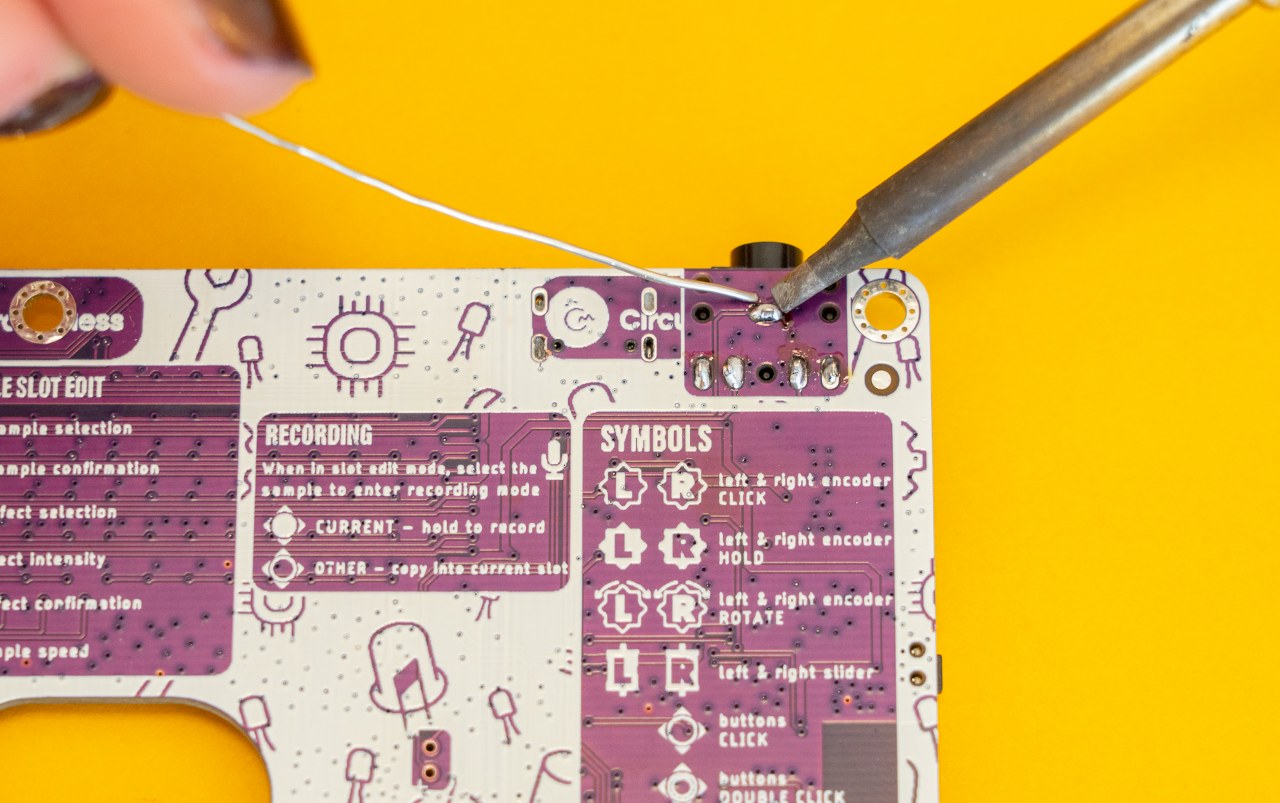 ness
Circu
E SLOT EDIT
ample selection
ample confirmation
fect selection
ect intensity
fect confirmation
ple speed
RECORDING
When in slot edit mode, select the
sample to enter recording mode
CURRENT – hold to record
OTHER – copy into current slot
SYMBOLS
L R left & right encoder
CLICK
L R left & right encoder
HOLD
L R left & right encoder
ROTATE
L R left & right slider
buttons
CLICK
buttons
DOUBLE CLICK